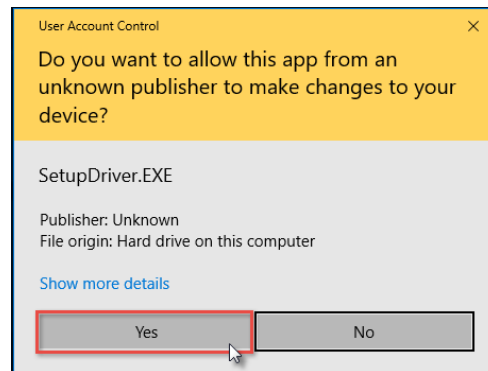 User Account Control
Do you want to allow this app from an
unknown publisher to make changes to your
device?
SetupDriver.EXE
Publisher: Unknown
File origin: Hard drive on this computer
Show more details
Yes
No